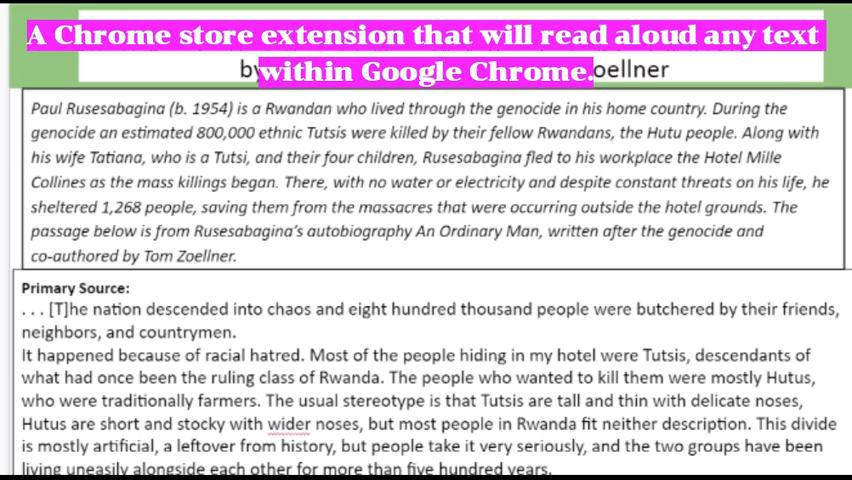 A Chrome store extension that will read aloud any text
within Google Chrome.
by
oellner
Paul Rusesabagina (b. 1954) is a Rwandan who lived through the genocide in his home country. During the
genocide an estimated 800,000 ethnic Tutsis were killed by their fellow Rwandans, the Hutu people. Along with
his wife Tatiana, who is a Tutsi, and their four children, Rusesabagina fled to his workplace the Hotel Mille
Collines as the mass killings began. There, with no water or electricity and despite constant threats on his life, he
sheltered 1,268 people, saving them from the massacres that were occurring outside the hotel grounds. The
passage below is from Rusesabagina's autobiography An Ordinary Man, written after the genocide and
co-authored by Tom Zoellner.
Primary Source:
. . . [T]he nation descended into chaos and eight hundred thousand people were butchered by their friends,
neighbors, and countrymen.
It happened because of racial hatred. Most of the people hiding in my hotel were Tutsis, descendants of
what had once been the ruling class of Rwanda. The people who wanted to kill them were mostly Hutus,
who were traditionally farmers. The usual stereotype is that Tutsis are tall and thin with delicate noses,
Hutus are short and stocky with wider noses, but most people in Rwanda fit neither description. This divide
is mostly artificial, a leftover from history, but people take it very seriously, and the two groups have been
living uneasily alongside each other for more than five hundred years.